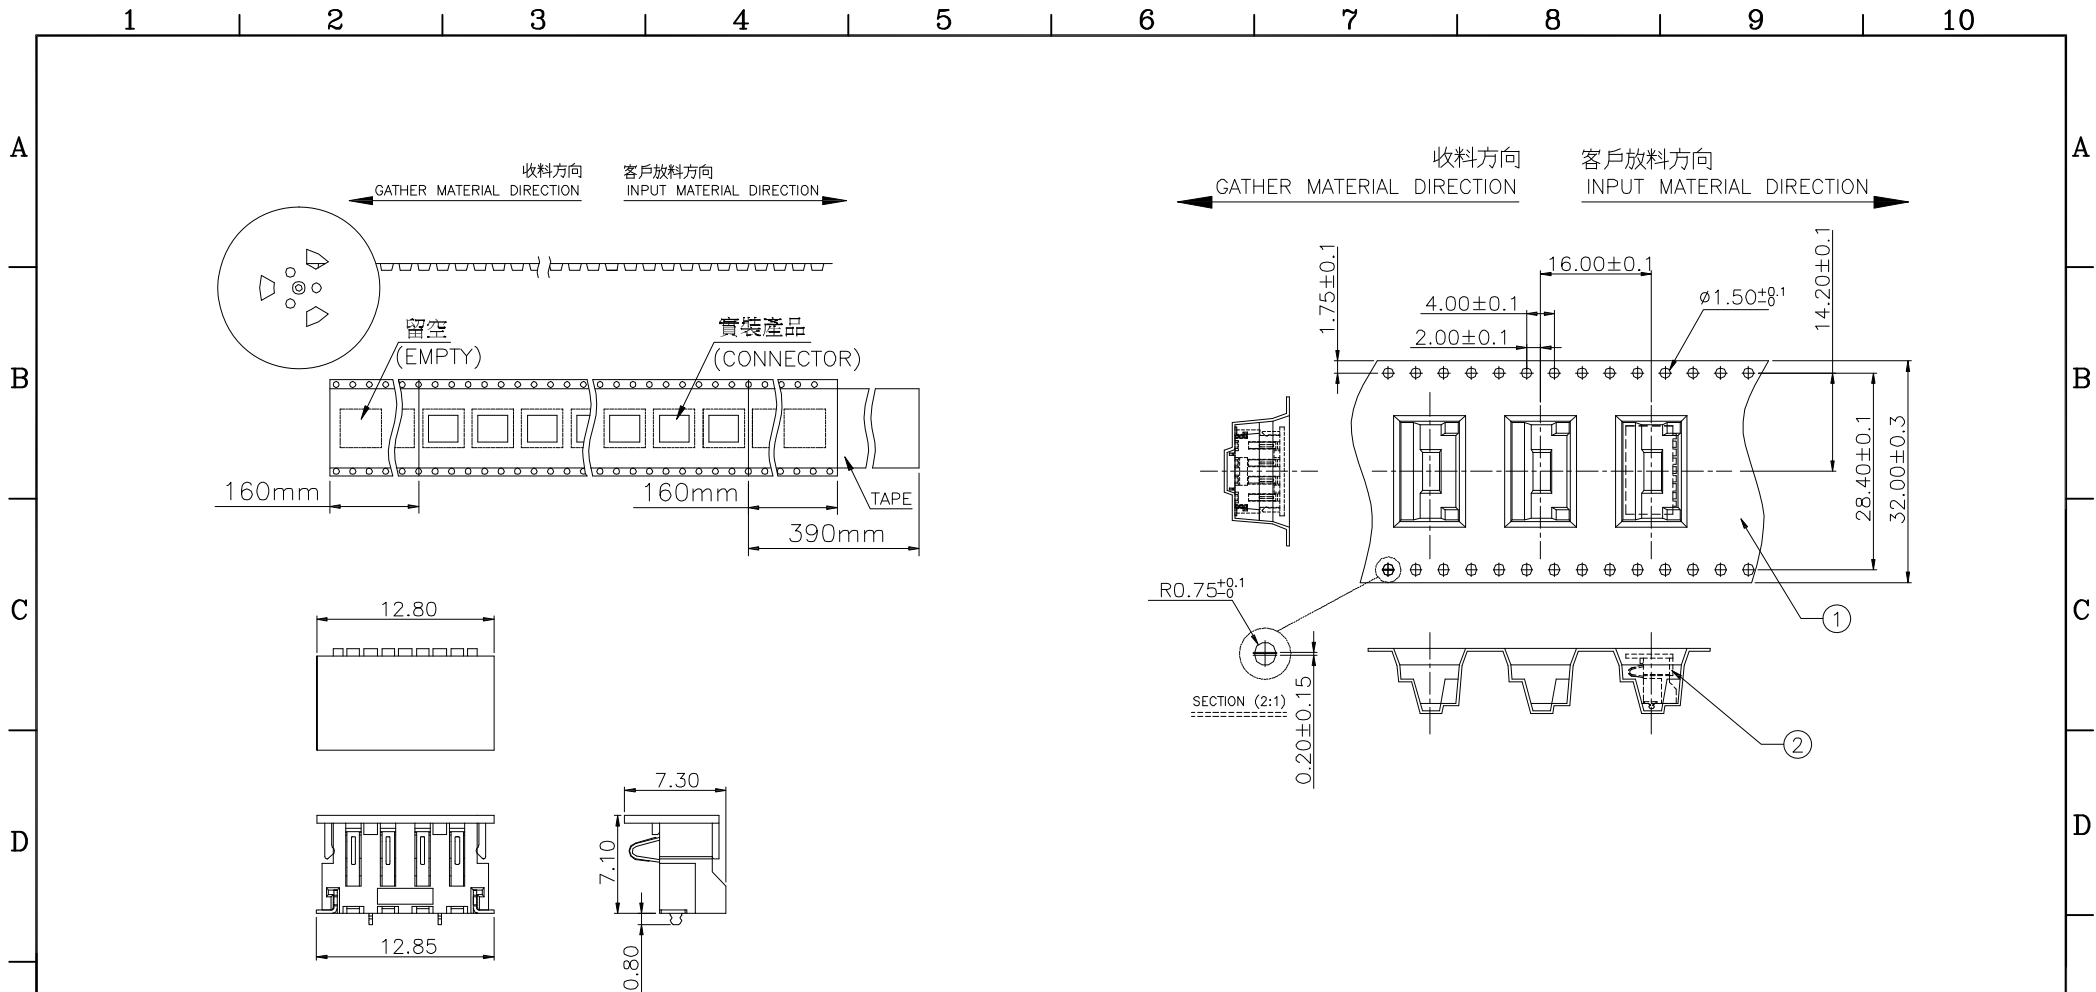 1 2 3 4 5 6 7 8 9 10
A
B
C
D
收料方向 客戶放料方向
GATHER MATERIAL DIRECTION INPUT MATERIAL DIRECTION
留空
(EMPTY)
實裝產品
(CONNECTOR)
160mm
160mm
TAPE
390mm
12.80
12.85
7.30
7.10
0.80
收料方向 客戶放料方向
GATHER MATERIAL DIRECTION INPUT MATERIAL DIRECTION
1.75±0.1
16.00±0.1
4.00±0.1
2.00±0.1
ø1.50+0.1 -0
14.20±0.1
28.40±0.1
32.00±0.3
R0.75+0.1 -0
SECTION (2:1)
0.20±0.15
1
2
A
B
C
D